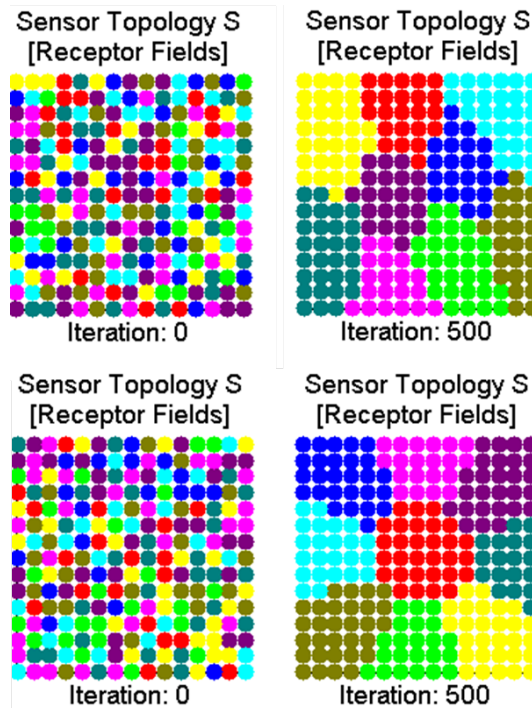 Sensor Topology S
[Receptor Fields]
Iteration: 0
Sensor Topology S
[Receptor Fields]
Iteration: 500
Sensor Topology S
[Receptor Fields]
Iteration: 0
Sensor Topology S
[Receptor Fields]
Iteration: 500